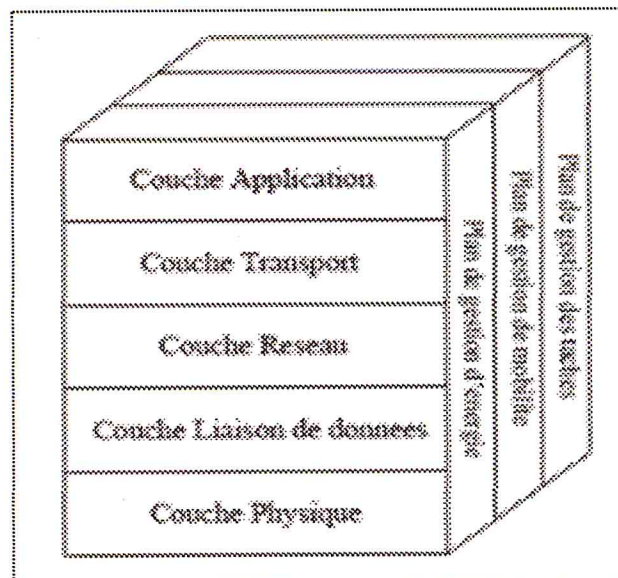 Couche Application
Couche Transport
Couche Reseau
Couche Liaison de donnees
Couche Physique
Plan de gestion d'energie
Plan de gestion de mobilite
Plan de gestion des taches